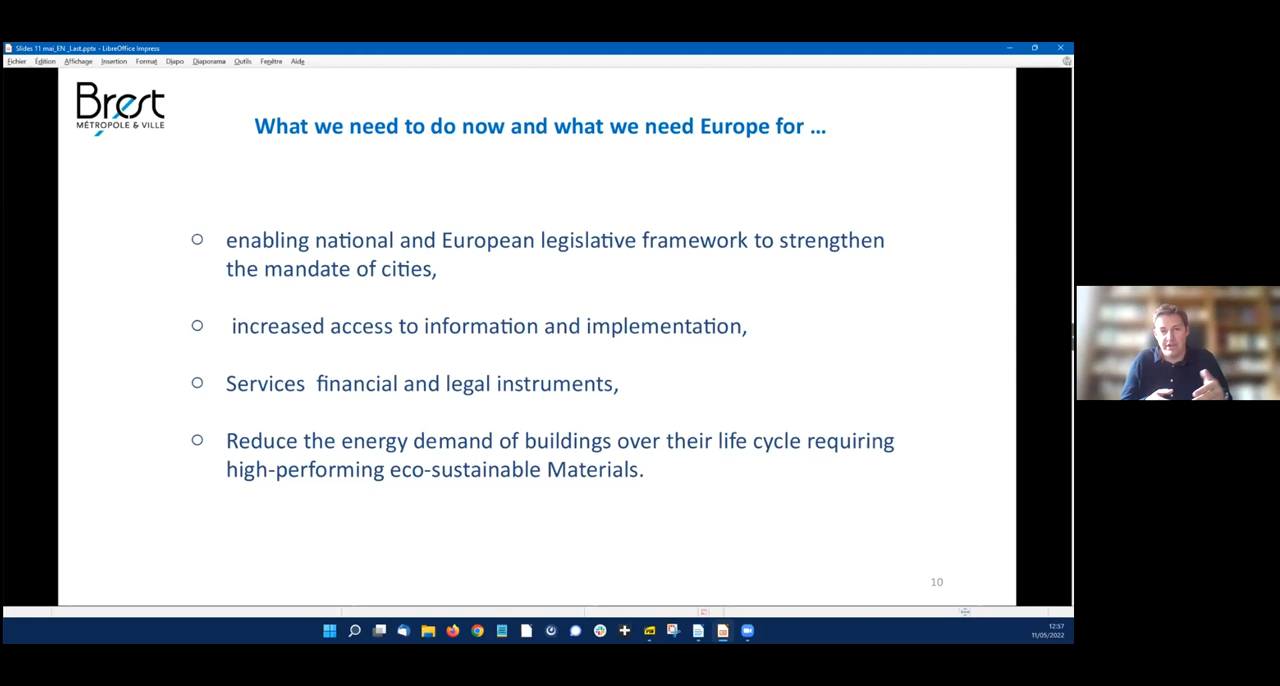 Slides 11 mai_EN _Last.pptx - LibreOffice Impress
Fichier Édition Affichage Insertion Format Diapo Diaporama Outils Fenêtre Aide
Brest
MÉTROPOLE & VILLE
What we need to do now and what we need Europe for ...
enabling national and European legislative framework to strengthen
the mandate of cities,
increased access to information and implementation,
Services financial and legal instruments,
Reduce the energy demand of buildings over their life cycle requiring
high-performing eco-sustainable Materials.
10
12:57
11/05/2022